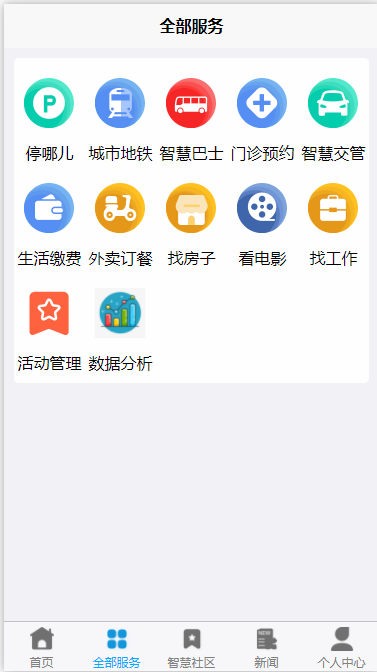 全部服务
停哪儿 城市地铁 智慧巴士 门诊预约 智慧交管
生活缴费 外卖订餐 找房子 看电影 找工作
活动管理 数据分析
首页 全部服务 智慧社区 新闻 个人中心